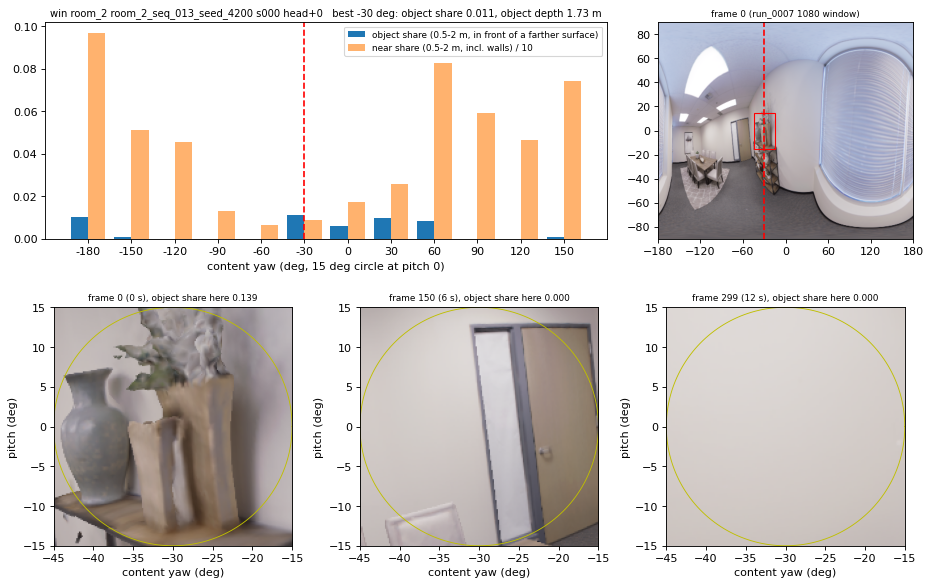 win room_2 room_2_seq_013_seed_4200 s000 head+0   best -30 deg: object share 0.011, object depth 1.73 m
0.10
0.08
0.06
0.04
0.02
0.00
object share (0.5-2 m, in front of a farther surface)
near share (0.5-2 m, incl. walls) / 10
-180 -150 -120 -90 -60 -30 0 30 60 90 120 150
content yaw (deg, 15 deg circle at pitch 0)
frame 0 (run_0007 1080 window)
80
60
40
20
0
−20
−40
−60
−80
−180 −120 −60 0 60 120 180
frame 0 (0 s), object share here 0.139
15
10
5
0
−5
−10
−15
pitch (deg)
−45 −40 −35 −30 −25 −20 −15
content yaw (deg)
frame 150 (6 s), object share here 0.000
15
10
5
0
−5
−10
−15
pitch (deg)
−45 −40 −35 −30 −25 −20 −15
content yaw (deg)
frame 299 (12 s), object share here 0.000
15
10
5
0
−5
−10
−15
pitch (deg)
−45 −40 −35 −30 −25 −20 −15
content yaw (deg)